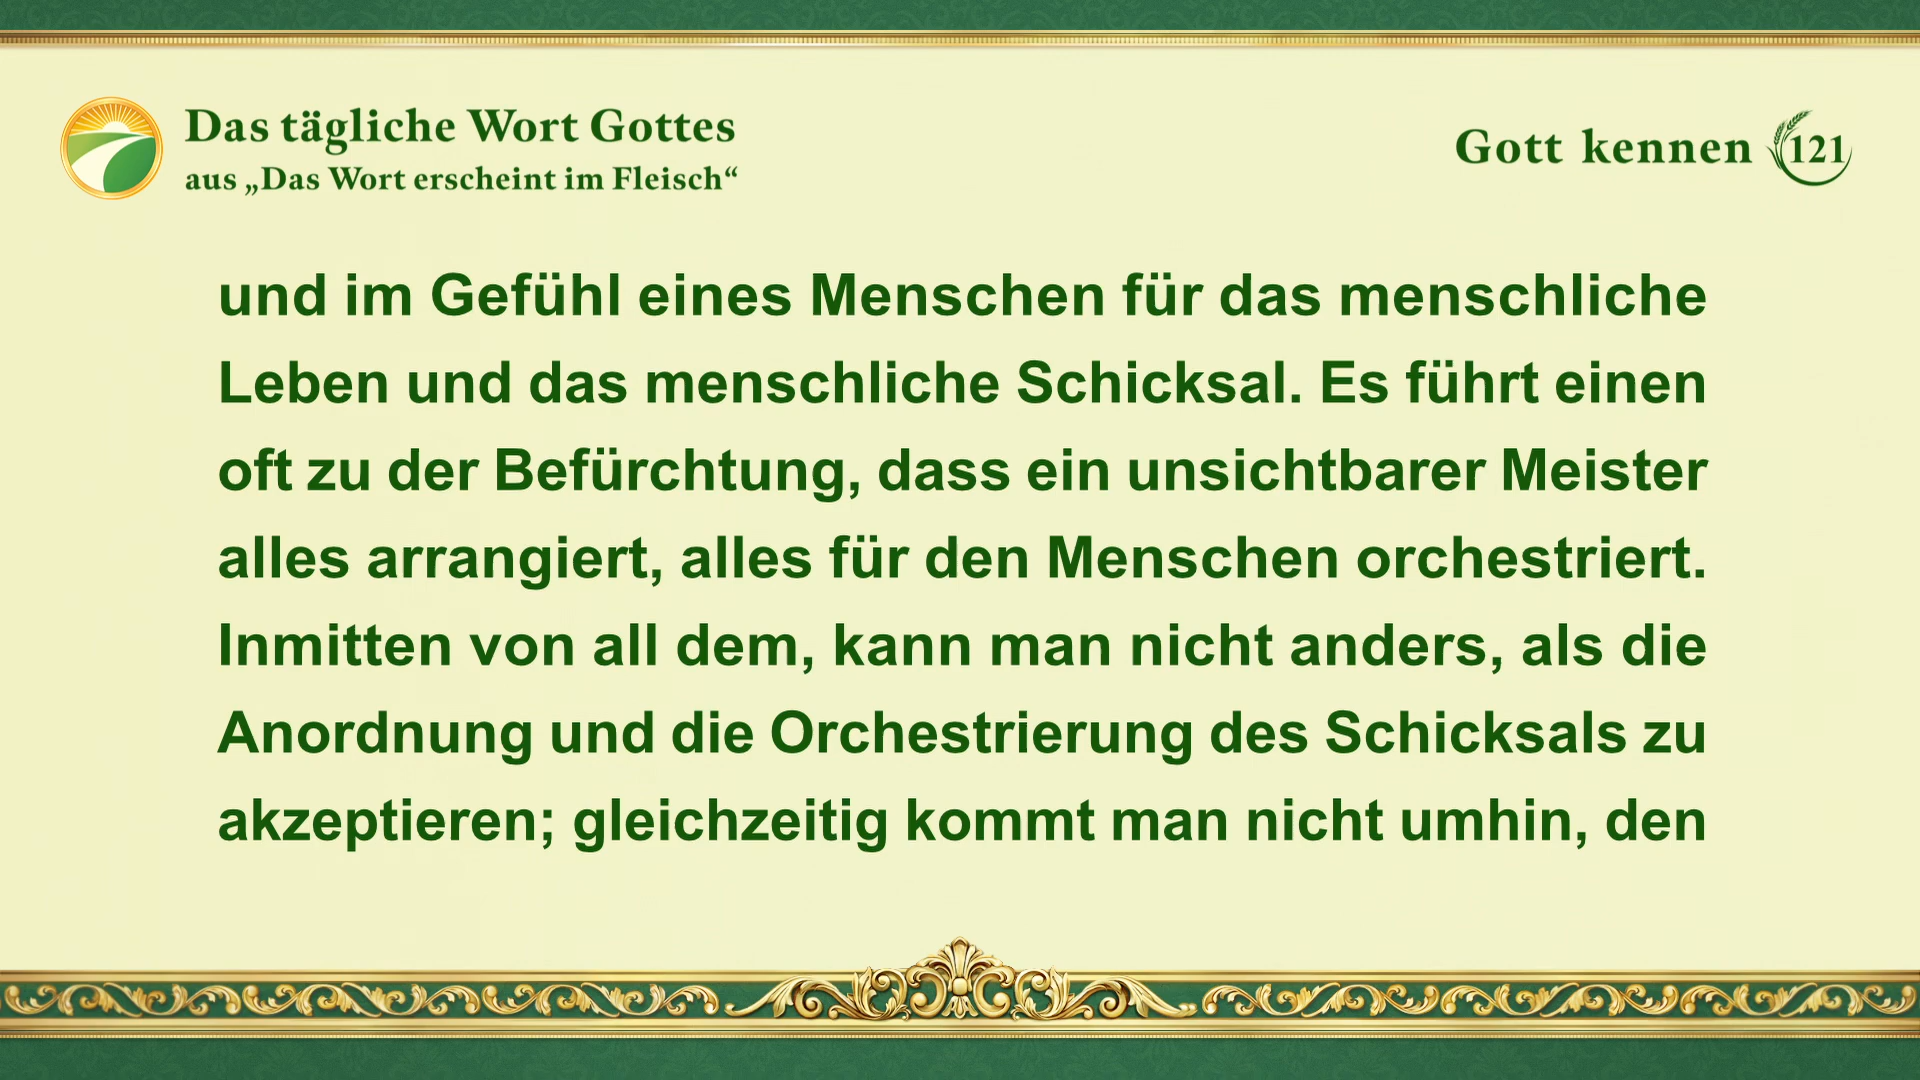 Das tägliche Wort Gottes
aus „Das Wort erscheint im Fleisch“
Gott kennen 121
und im Gefühl eines Menschen für das menschliche
Leben und das menschliche Schicksal. Es führt einen
oft zu der Befürchtung, dass ein unsichtbarer Meister
alles arrangiert, alles für den Menschen orchestriert.
Inmitten von all dem, kann man nicht anders, als die
Anordnung und die Orchestrierung des Schicksals zu
akzeptieren; gleichzeitig kommt man nicht umhin, den